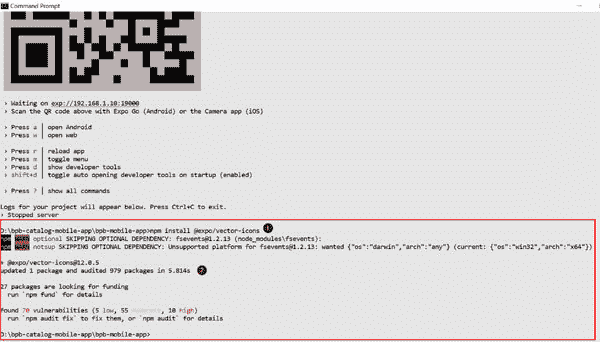 Command Prompt
› Waiting on exp://192.168.1.10:19000
› Scan the QR code above with Expo Go (Android) or the Camera app (iOS)
› Press a │ open Android
› Press w │ open web
› Press r │ reload app
› Press m │ toggle menu
› Press d │ show developer tools
› shift+d │ toggle auto opening developer tools on startup (enabled)
› Press ? │ show all commands
Logs for your project will appear below. Press Ctrl+C to exit.
› Stopped server
D:\bpb-catalog-mobile-app\bpb-mobile-app>npm install @expo/vector-icons 1
npm WARN optional SKIPPING OPTIONAL DEPENDENCY: fsevents@1.2.13 (node_modules\fsevents):
npm WARN notsup SKIPPING OPTIONAL DEPENDENCY: Unsupported platform for fsevents@1.2.13: wanted {"os":"darwin","arch":"any"} (current: {"os":"win32","arch":"x64"})
+ @expo/vector-icons@12.0.5
updated 1 package and audited 979 packages in 5.814s 2
27 packages are looking for funding
run `npm fund` for details
found 70 vulnerabilities (5 low, 55 moderate, 10 high)
run `npm audit fix` to fix them, or `npm audit` for details
D:\bpb-catalog-mobile-app\bpb-mobile-app>